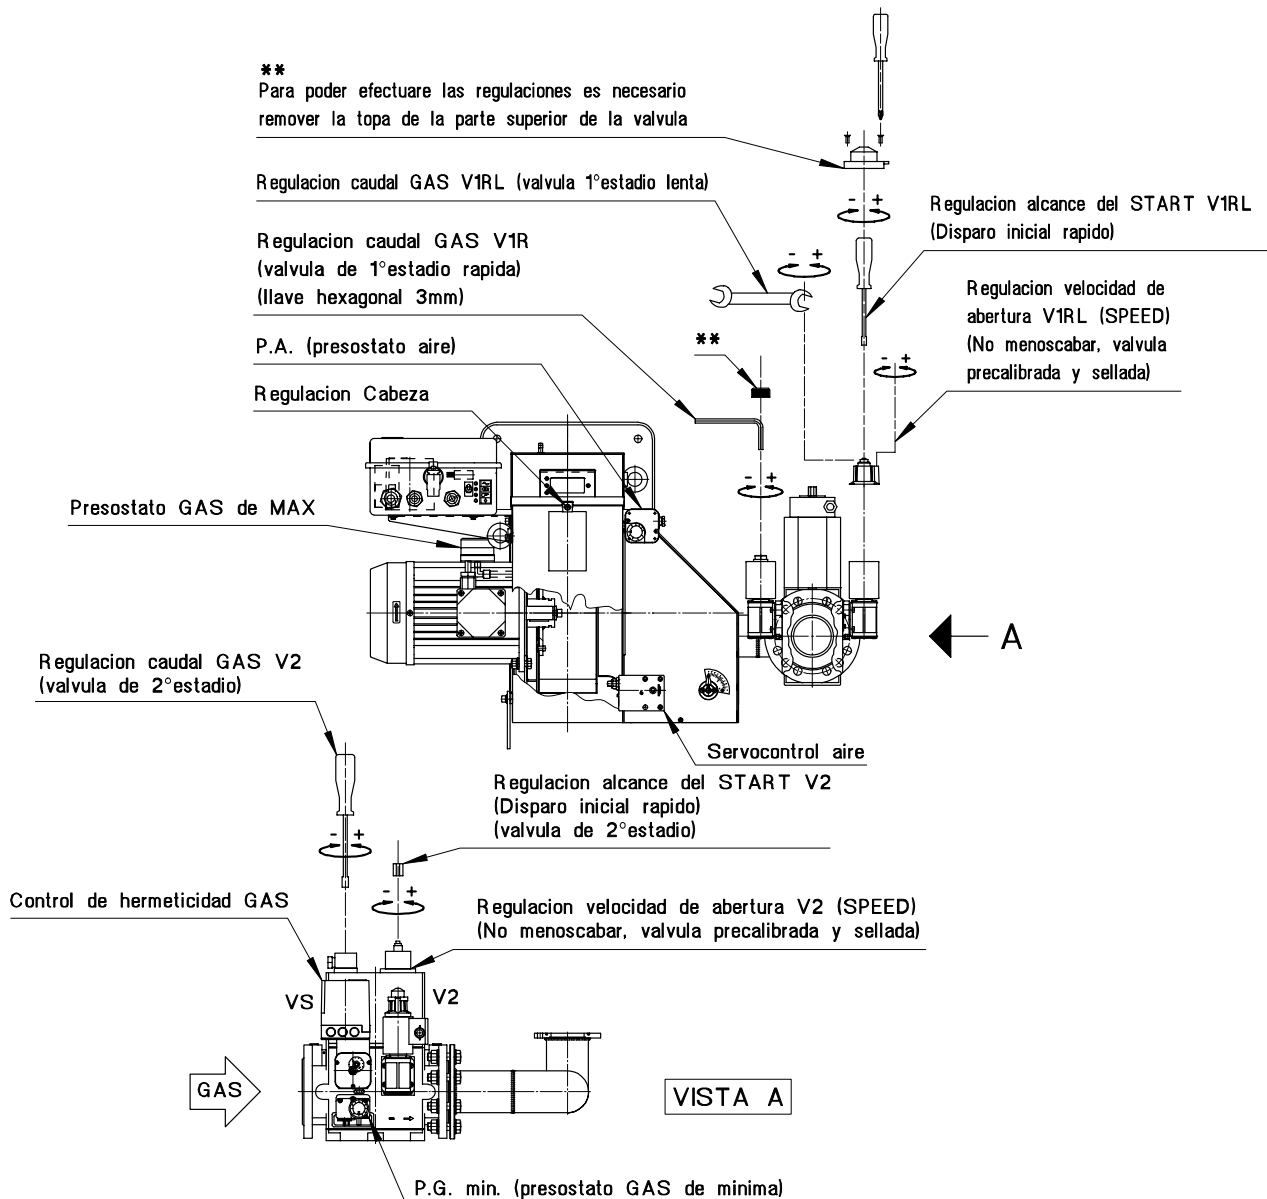 **
Para poder efectuare las regulaciones es necesario
remover la topa de la parte superior de la valvula
Regulacion caudal GAS V1RL (valvula 1°estadio lenta)
- +
Regulacion alcance del START V1RL
(Disparo inicial rapido)
Regulacion caudal GAS V1R
(valvula de 1°estadio rapida)
(llave hexagonal 3mm)
- +
Regulacion velocidad de
abertura V1RL (SPEED)
(No menoscabar, valvula
precalibrada y sellada)
**
P.A. (presostato aire)
- +
Regulacion Cabeza
- +
Presostato GAS de MAX
A
Regulacion caudal GAS V2
(valvula de 2°estadio)
Servocontrol aire
Regulacion alcance del START V2
(Disparo inicial rapido)
(valvula de 2°estadio)
- +
- +
Control de hermeticidad GAS
Regulacion velocidad de abertura V2 (SPEED)
(No menoscabar, valvula precalibrada y sellada)
VS
V2
GAS
VISTA A
P.G. min. (presostato GAS de minima)